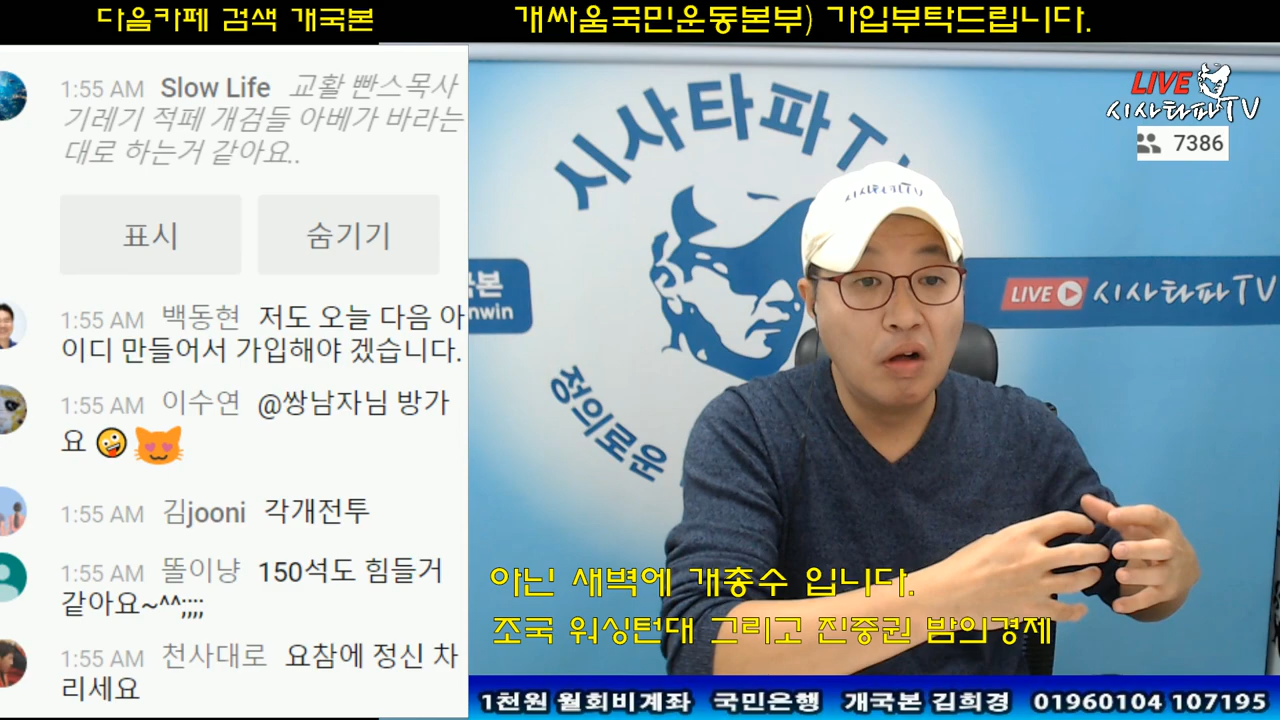 다음카페 검색 개국본
개싸움국민운동본부) 가입부탁드립니다.
1:55 AM Slow Life 교활 빤스목사
기레기 적폐 개검들 아베가 바라는
대로 하는거 같아요..
표시 숨기기
1:55 AM 백동현 저도 오늘 다음 아
이디 만들어서 가입해야 겠습니다.
1:55 AM 이수연 @쌍남자님 방가
요
1:55 AM 김jooni 각개전투
1:55 AM 똘이냥 150석도 힘들거
같아요~^^;;;;
1:55 AM 천사대로 요참에 정신 차
리세요
LIVE
시사타파TV
7386
시사타파T
시사타파TV
국본
nwin
LIVE 시사타파TV
정의로운
아닌 새벽에 개총수 입니다.
조국 워싱턴대 그리고 진중권 밤의경제
1천원 월회비계좌 국민은행 개국본 김희경 01960104 107195